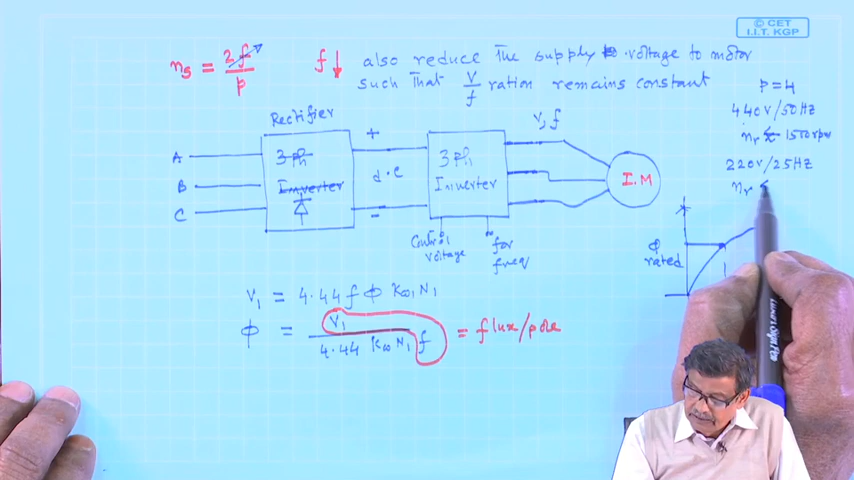 © CET
I.I.T. KGP
ns = 2f/p
f↓ also reduce the supply voltage to motor
such that V/f ration remains constant
P = 4
440V/50Hz
nr < 1500rpm
220V/25Hz
nr <
Rectifier
V, f
A
B
C
3 ph
Inverter
+
d.c
-
3 ph
Inverter
I.M
Control
voltage
for
freq
Φ
rated
V1 = 4.44 f Φ Kω1 N1
Φ = V1 / 4.44 Kω N1 f = flux/pole